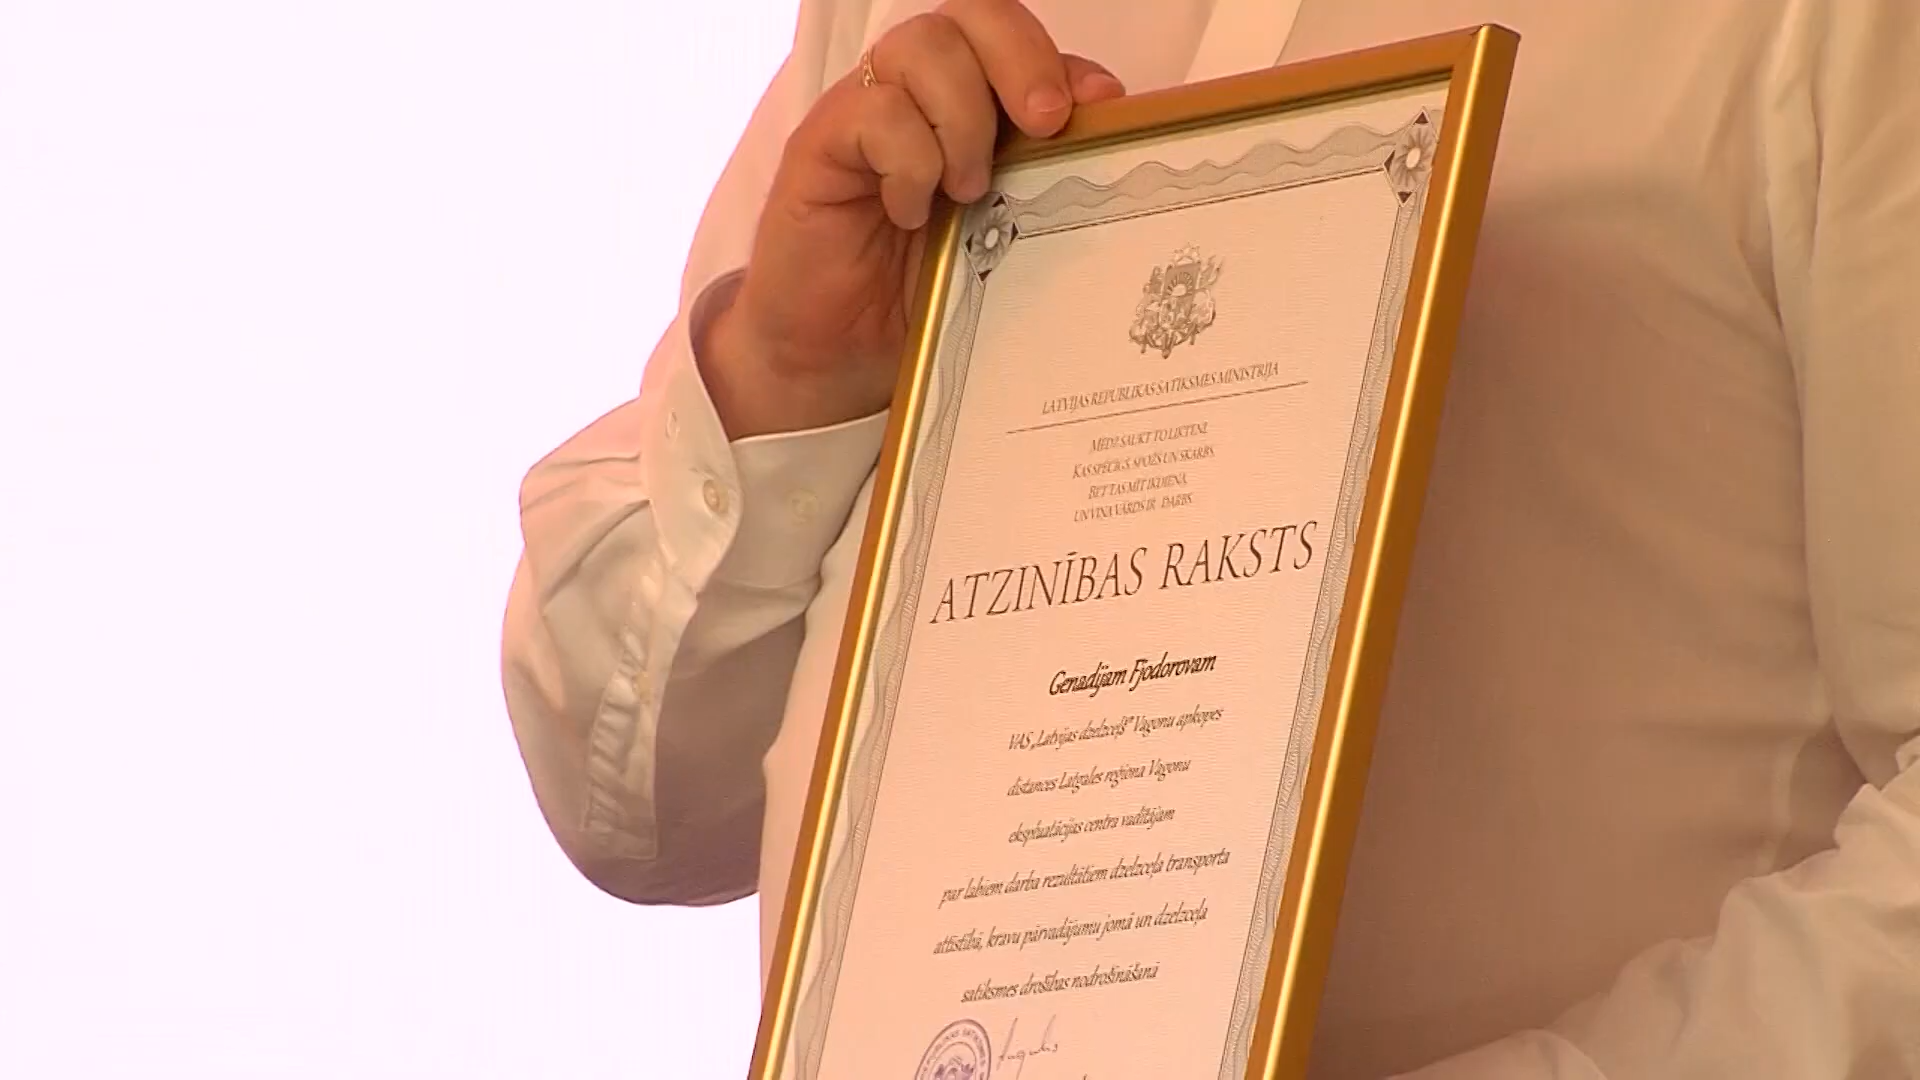 LATVIJAS REPUBLIKAS SATIKSMES MINISTRIJA
MĒDZ SAUKT TO LIKTENI,
KAS SPĒCĪGS, SPOŽS UN SKARBS,
BET TAS MĪT IKDIENĀ,
UN VIŅA VĀRDS IR - DARBS.
ATZINĪBAS RAKSTS
Genadijam Fjodorovam
VAS „Latvijas dzelzceļš” Vagonu apkopes
distances Latgales reģiona Vagonu
ekspluatācijas centra vadītājam
par labiem darba rezultātiem dzelzceļa transporta
attīstībā, kravu pārvadājumu jomā un dzelzceļa
satiksmes drošības nodrošināšanā